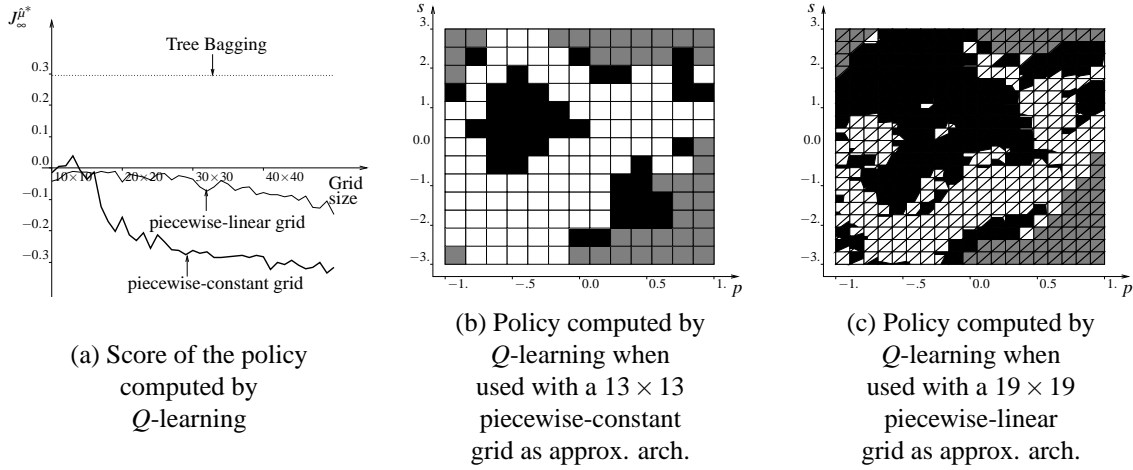 J∞^μ̂*
Tree Bagging
0.3
0.2
0.1
0.0
10×10 20×20 30×30 40×40
Grid
size
−0.1
piecewise-linear grid
−0.2
−0.3
piecewise-constant grid
(a) Score of the policy
computed by
Q-learning
s
3.
2.
1.
0.0
−1.
−2.
−3.
−1. −.5 0.0 0.5 1.
p
(b) Policy computed by
Q-learning when
used with a 13 × 13
piecewise-constant
grid as approx. arch.
s
3.
2.
1.
0.0
−1.
−2.
−3.
−1. −.5 0.0 0.5 1.
p
(c) Policy computed by
Q-learning when
used with a 19 × 19
piecewise-linear
grid as approx. arch.